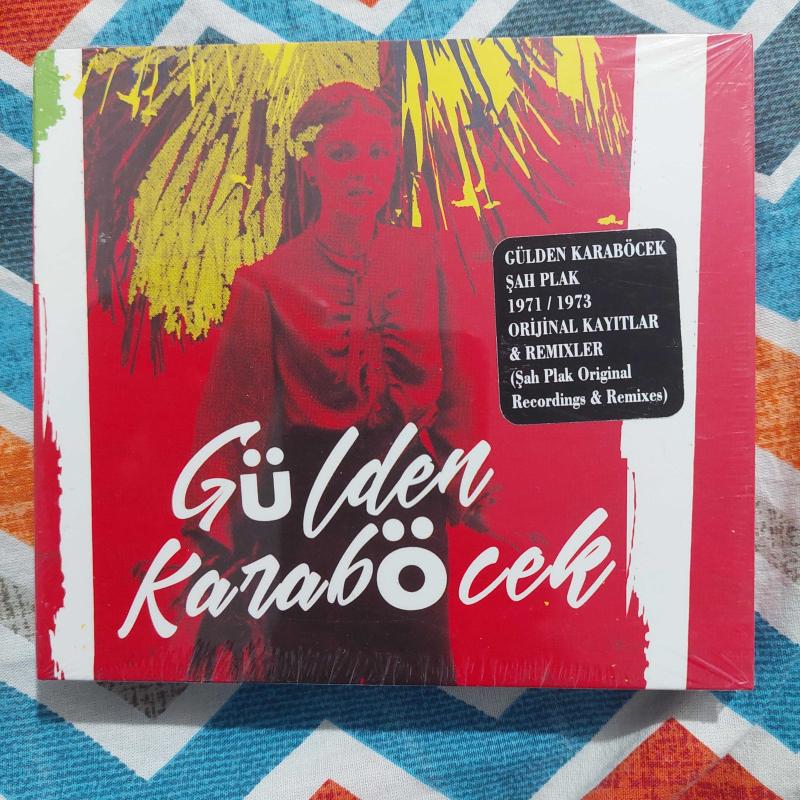 GÜLDEN KARABÖCEK
ŞAH PLAK
1971 / 1973
ORİJİNAL KAYITLAR
& REMIXLER
(Şah Plak Original
Recordings & Remixes)
Gülden
Karaböcek